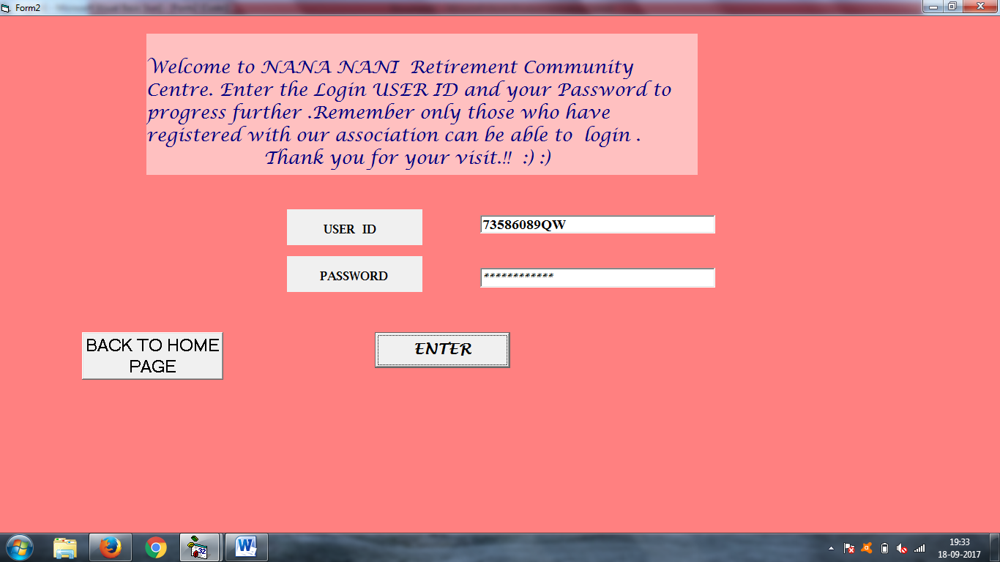 Form2
Welcome to NANA NANI  Retirement Community
Centre. Enter the Login USER ID and your Password to
progress further .Remember only those who have
registered with our association can be able to  login .
Thank you for your visit.!!  :) :)
USER  ID
73586089QW
PASSWORD
************
BACK TO HOME
PAGE
ENTER
32
W
19:33
18-09-2017